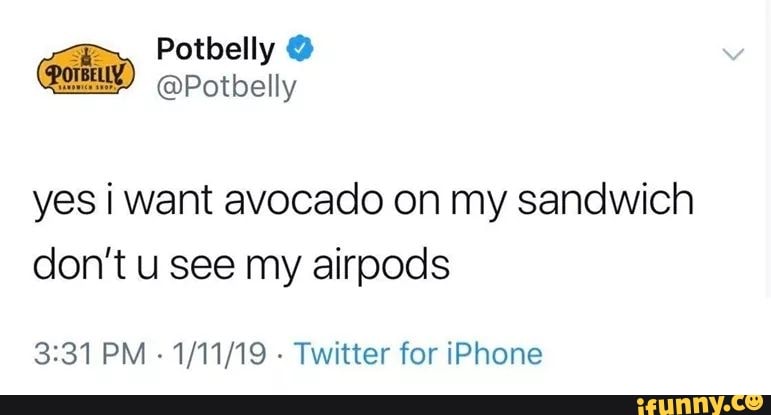 Potbelly
@Potbelly
POTBELLY
SANDWICH SHOP
yes i want avocado on my sandwich
don't u see my airpods
3:31 PM · 1/11/19 · Twitter for iPhone
ifunny.co